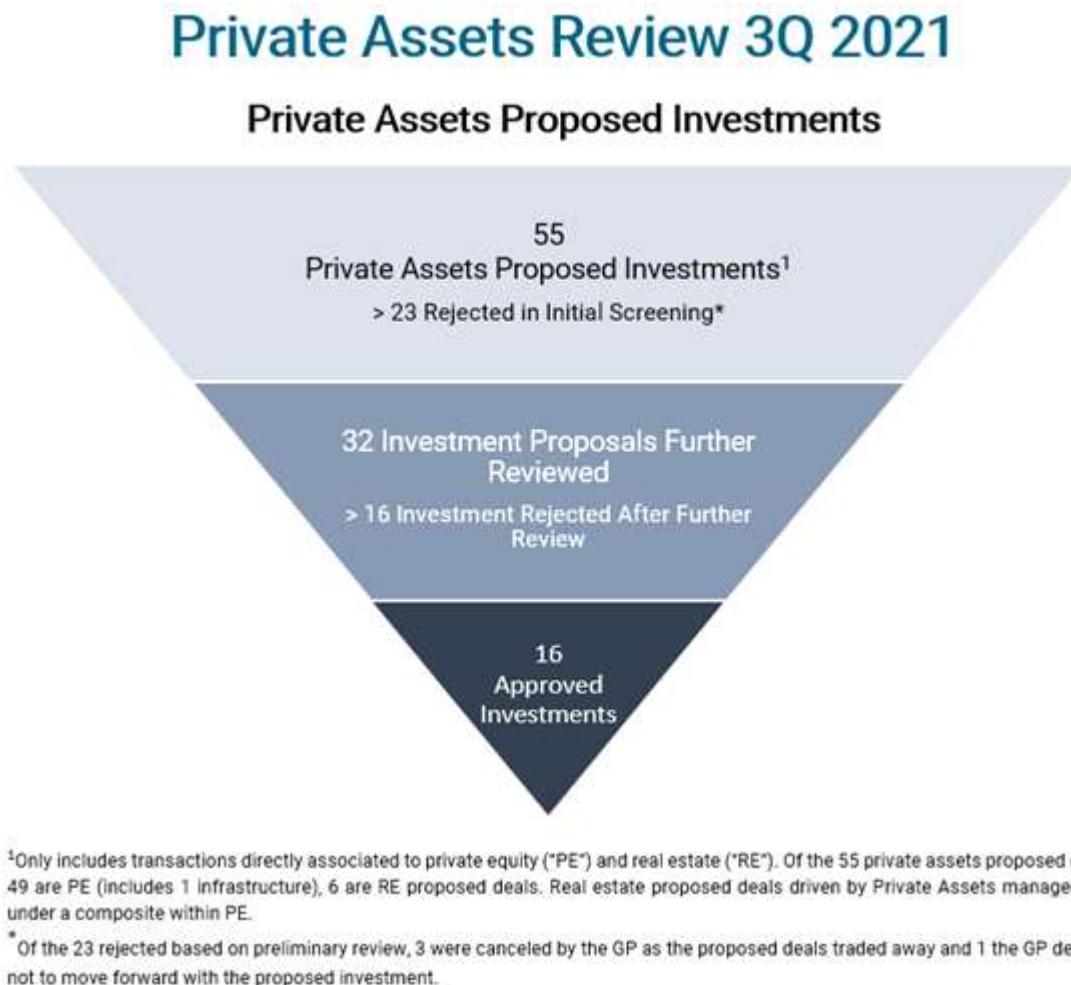 Private Assets Review 3Q 2021
Private Assets Proposed Investments
55
Private Assets Proposed Investments¹
> 23 Rejected in Initial Screening*
32 Investment Proposals Further
Reviewed
> 16 Investment Rejected After Further
Review
16
Approved
Investments
¹Only includes transactions directly associated to private equity ("PE") and real estate ("RE"). Of the 55 private assets proposed
49 are PE (includes 1 infrastructure), 6 are RE proposed deals. Real estate proposed deals driven by Private Assets
under a composite within PE.
*Of the 23 rejected based on preliminary review, 3 were canceled by the GP as the proposed deals traded away and 1 the GP
not to move forward with the proposed investment.